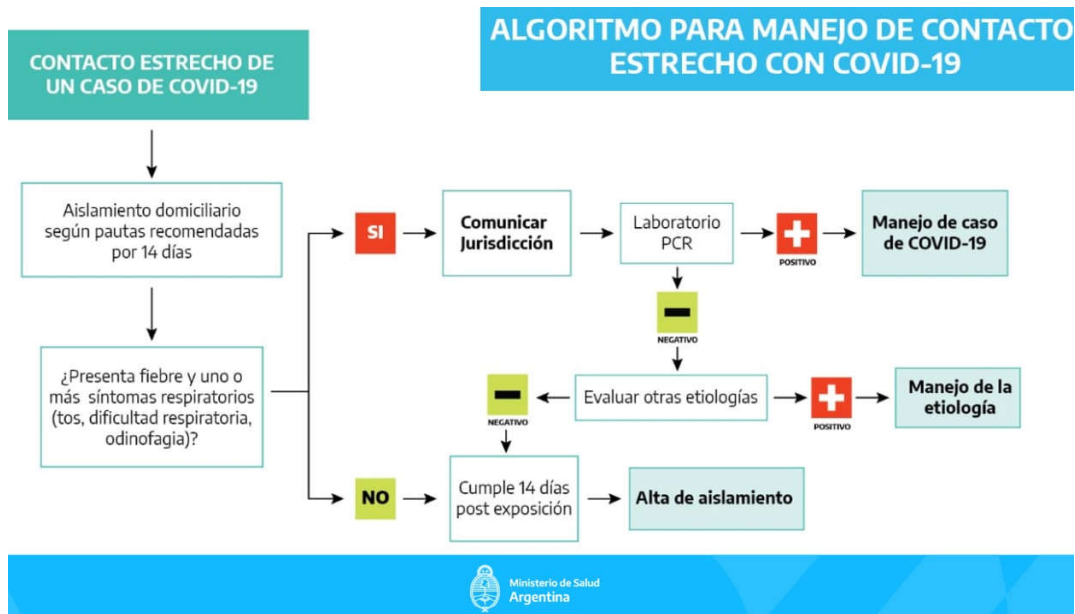 ALGORITMO PARA MANEJO DE CONTACTO
ESTRECHO CON COVID-19
CONTACTO ESTRECHO DE
UN CASO DE COVID-19
Aislamiento domiciliario
según pautas recomendadas
por 14 días
¿Presenta fiebre y uno o
más síntomas respiratorios
(tos, dificultad respiratoria,
odinofagia)?
SI
Comunicar
Jurisdicción
Laboratorio
PCR
POSITIVO
Manejo de caso
de COVID-19
NEGATIVO
Evaluar otras etiologías
POSITIVO
Manejo de la
etiología
NEGATIVO
NO
Cumple 14 días
post exposición
Alta de aislamiento
Ministerio de Salud
Argentina